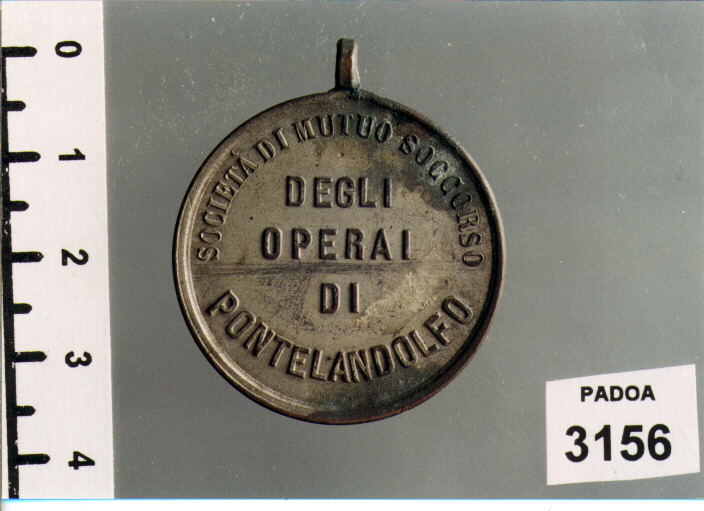 SOCIETÀ DI MUTUO SOCCORSO
DEGLI
OPERAI
DI
PONTELANDOLFO
0
1
2
3
4
PADOA
3156